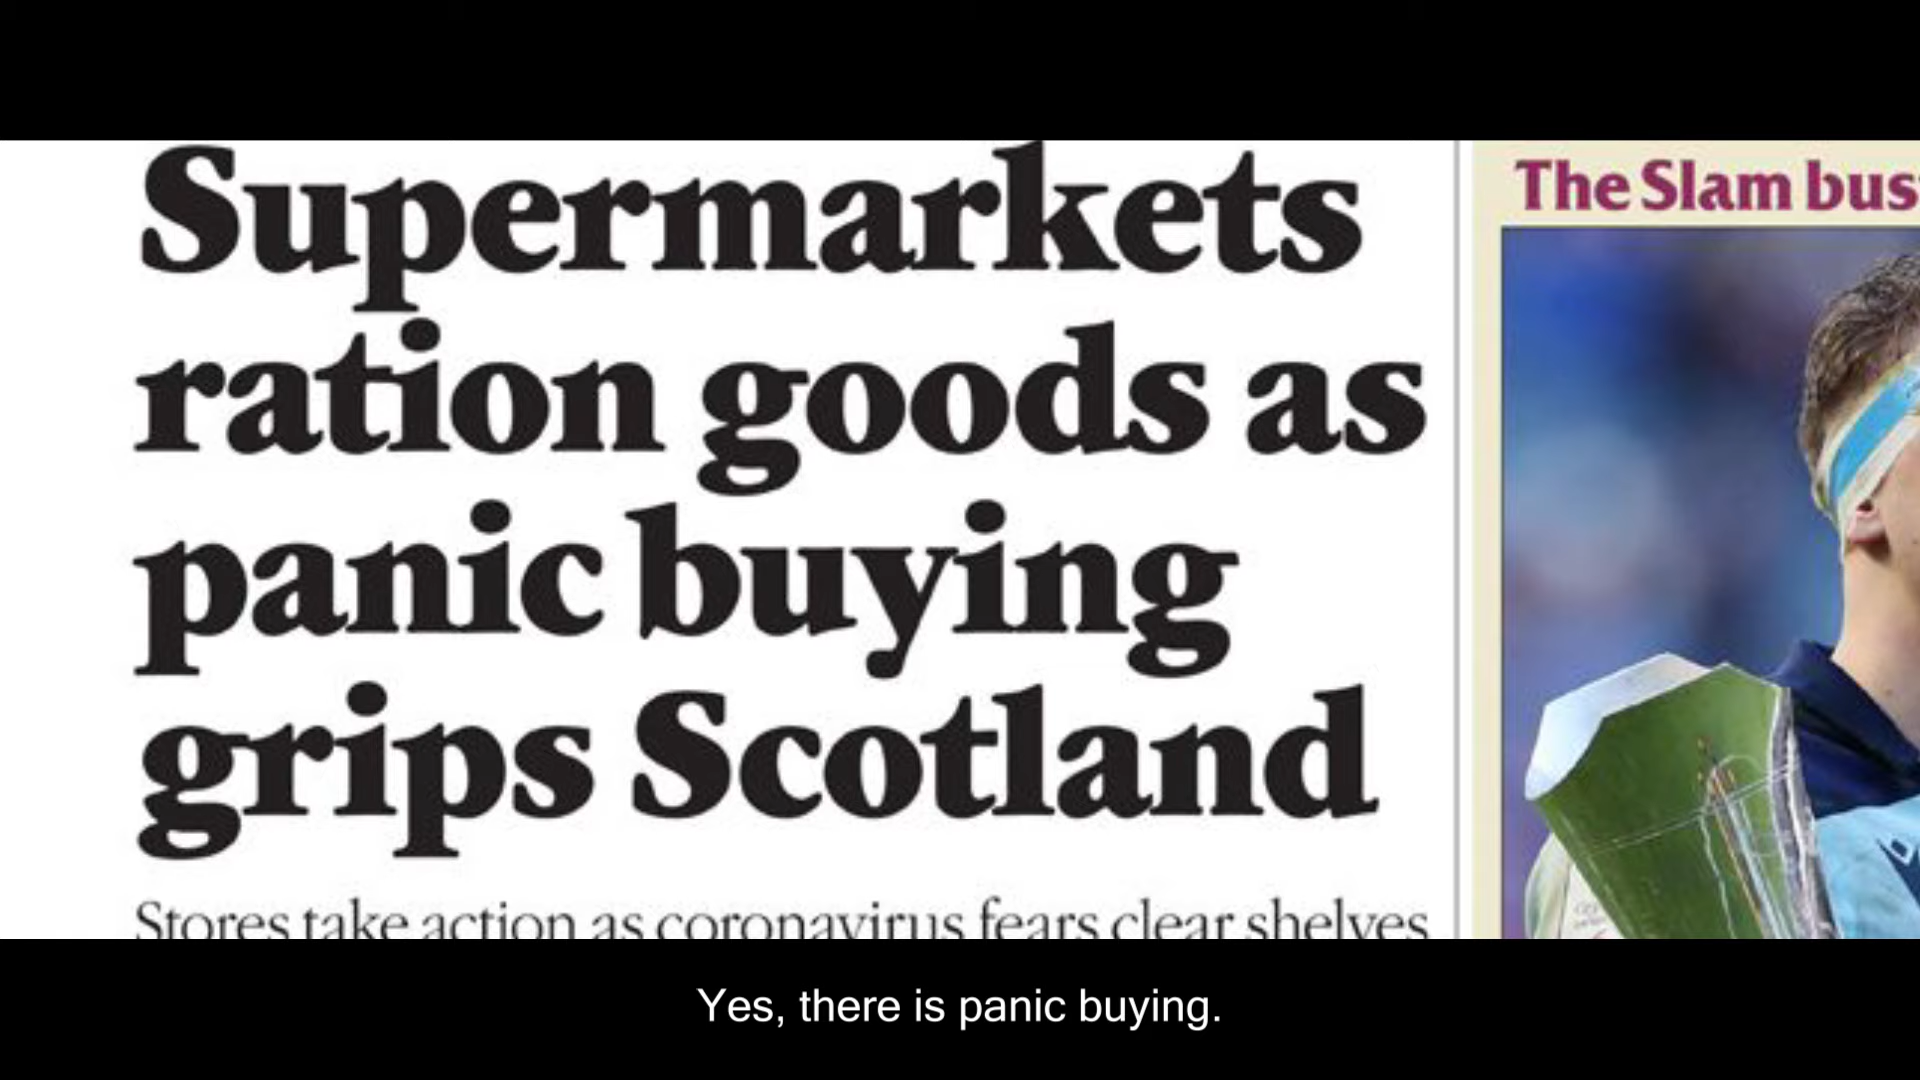 Supermarkets
ration goods as
panic buying
grips Scotland
Stores take action as coronavirus fears clear shelves
The Slam
Yes, there is panic buying.